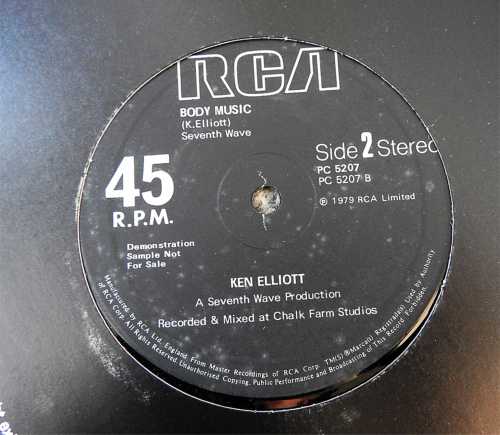 RCA
BODY MUSIC
(K.Elliott)
Seventh Wave
45
R.P.M.
Side 2 Stereo
PC 5207
PC 5207 B
℗ 1979 RCA Limited
Demonstration
Sample Not
For Sale
KEN ELLIOTT
A Seventh Wave Production
Recorded & Mixed at Chalk Farm Studios
Manufactured by RCA Ltd, England. From Master Recordings of RCA Corp. TM(S) ® Marca(s) Registrada(s) Used by Authority
of RCA Corp. All Rights Reserved Unauthorised Copying, Public Performance and Broadcasting of This Record Forbidden.